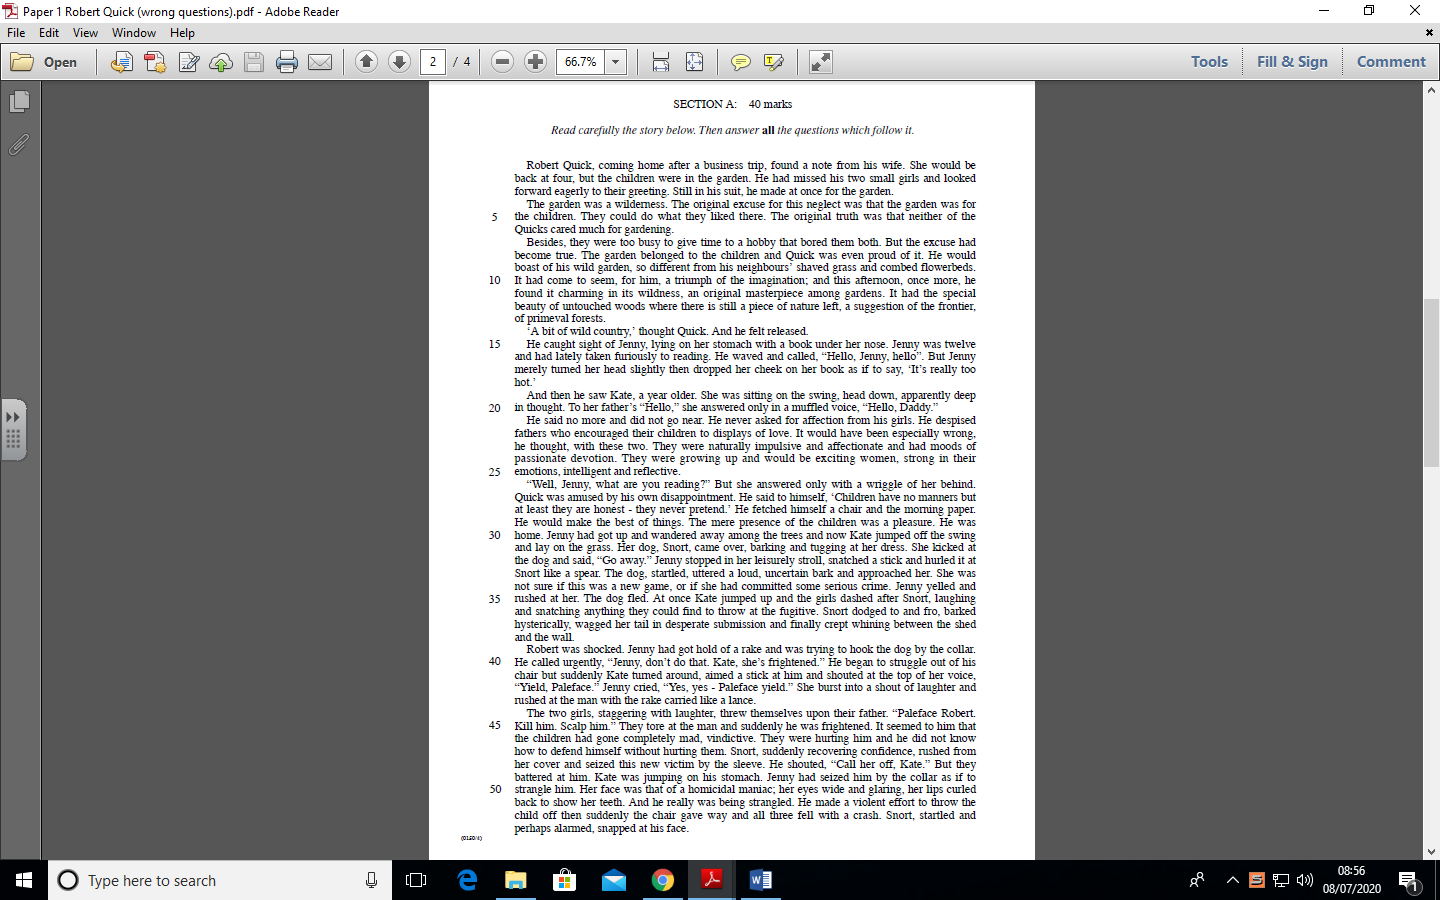 Paper 1 Robert Quick (wrong questions).pdf - Adobe Reader
File Edit View Window Help
Open 2 / 4 66.7% Tools Fill & Sign Comment
SECTION A: 40 marks
Read carefully the story below. Then answer all the questions which follow it.
Robert Quick, coming home after a business trip, found a note from his wife. She would be
back at four, but the children were in the garden. He had missed his two small girls and looked
forward eagerly to their greeting. Still in his suit, he made at once for the garden.
The garden was a wilderness. The original excuse for this neglect was that the garden was for
5 the children. They could do what they liked there. The original truth was that neither of the
Quicks cared much for gardening.
Besides, they were too busy to give time to a hobby that bored them both. But the excuse had
become true. The garden belonged to the children and Quick was even proud of it. He would
boast of his wild garden, so different from his neighbours' shaved grass and combed flowerbeds.
10 It had come to seem, for him, a triumph of the imagination; and this afternoon, once more, he
found it charming in its wildness, an original masterpiece among gardens. It had the special
beauty of untouched woods where there is still a piece of nature left, a suggestion of the frontier,
of primeval forests.
'A bit of wild country,' thought Quick. And he felt released.
15 He caught sight of Jenny, lying on her stomach with a book under her nose. Jenny was twelve
and had lately taken furiously to reading. He waved and called, "Hello, Jenny, hello". But Jenny
merely turned her head slightly then dropped her cheek on her book as if to say, 'It's really too
hot.'
And then he saw Kate, a year older. She was sitting on the swing, head down, apparently deep
20 in thought. To her father's "Hello," she answered only in a muffled voice, "Hello, Daddy."
He said no more and did not go near. He never asked for affection from his girls. He despised
fathers who encouraged their children to displays of love. It would have been especially wrong,
he thought, with these two. They were naturally impulsive and affectionate and had moods of
passionate devotion. They were growing up and would be exciting women, strong in their
25 emotions, intelligent and reflective.
"Well, Jenny, what are you reading?" But she answered only with a wriggle of her behind.
Quick was amused by his own disappointment. He said to himself, 'Children have no manners but
at least they are honest - they never pretend.' He fetched himself a chair and the morning paper.
He would make the best of things. The mere presence of the children was a pleasure. He was
30 home. Jenny had got up and wandered away among the trees and now Kate jumped off the swing
and lay on the grass. Her dog, Snort, came over, barking and tugging at her dress. She kicked at
the dog and said, "Go away." Jenny stopped in her leisurely stroll, snatched a stick and hurled it at
Snort like a spear. The dog, startled, uttered a loud, uncertain bark and approached her. She was
not sure if this was a new game, or if she had committed some serious crime. Jenny yelled and
35 rushed at her. The dog fled. At once Kate jumped up and the girls dashed after Snort, laughing
and snatching anything they could find to throw at the fugitive. Snort dodged to and fro, barked
hysterically, wagged her tail in desperate submission and finally crept whining between the shed
and the wall.
Robert was shocked. Jenny had got hold of a rake and was trying to hook the dog by the collar.
40 He called urgently, "Jenny, don't do that. Kate, she's frightened." He began to struggle out of his
chair but suddenly Kate turned around, aimed a stick at him and shouted at the top of her voice,
"Yield, Paleface." Jenny cried, "Yes, yes - Paleface yield." She burst into a shout of laughter and
rushed at the man with the rake carried like a lance.
The two girls, staggering with laughter, threw themselves upon their father. "Paleface Robert.
45 Kill him. Scalp him." They tore at the man and suddenly he was frightened. It seemed to him that
the children had gone completely mad, vindictive. They were hurting him and he did not know
how to defend himself without hurting them. Snort, suddenly recovering confidence, rushed from
her cover and seized this new victim by the sleeve. He shouted, "Call her off, Kate." But they
battered at him. Kate was jumping on his stomach. Jenny had seized him by the collar as if to
50 strangle him. Her face was that of a homicidal maniac; her eyes wide and glaring, her lips curled
back to show her teeth. And he really was being strangled. He made a violent effort to throw the
child off then suddenly the chair gave way and all three fell with a crash. Snort, startled and
perhaps alarmed, snapped at his face.
Type here to search
08:56
08/07/2020
1